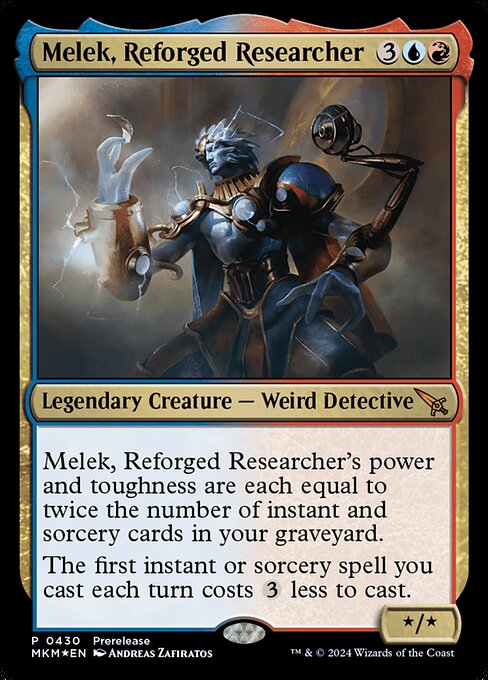 Melek, Reforged Researcher 3
Legendary Creature — Weird Detective
Melek, Reforged Researcher's power
and toughness are each equal to
twice the number of instant and
sorcery cards in your graveyard.
The first instant or sorcery spell you
cast each turn costs 3 less to cast.
★/★
P 0430 Prerelease
MKM★EN ANDREAS ZAFIRATOS
™ & © 2024 Wizards of the Coast